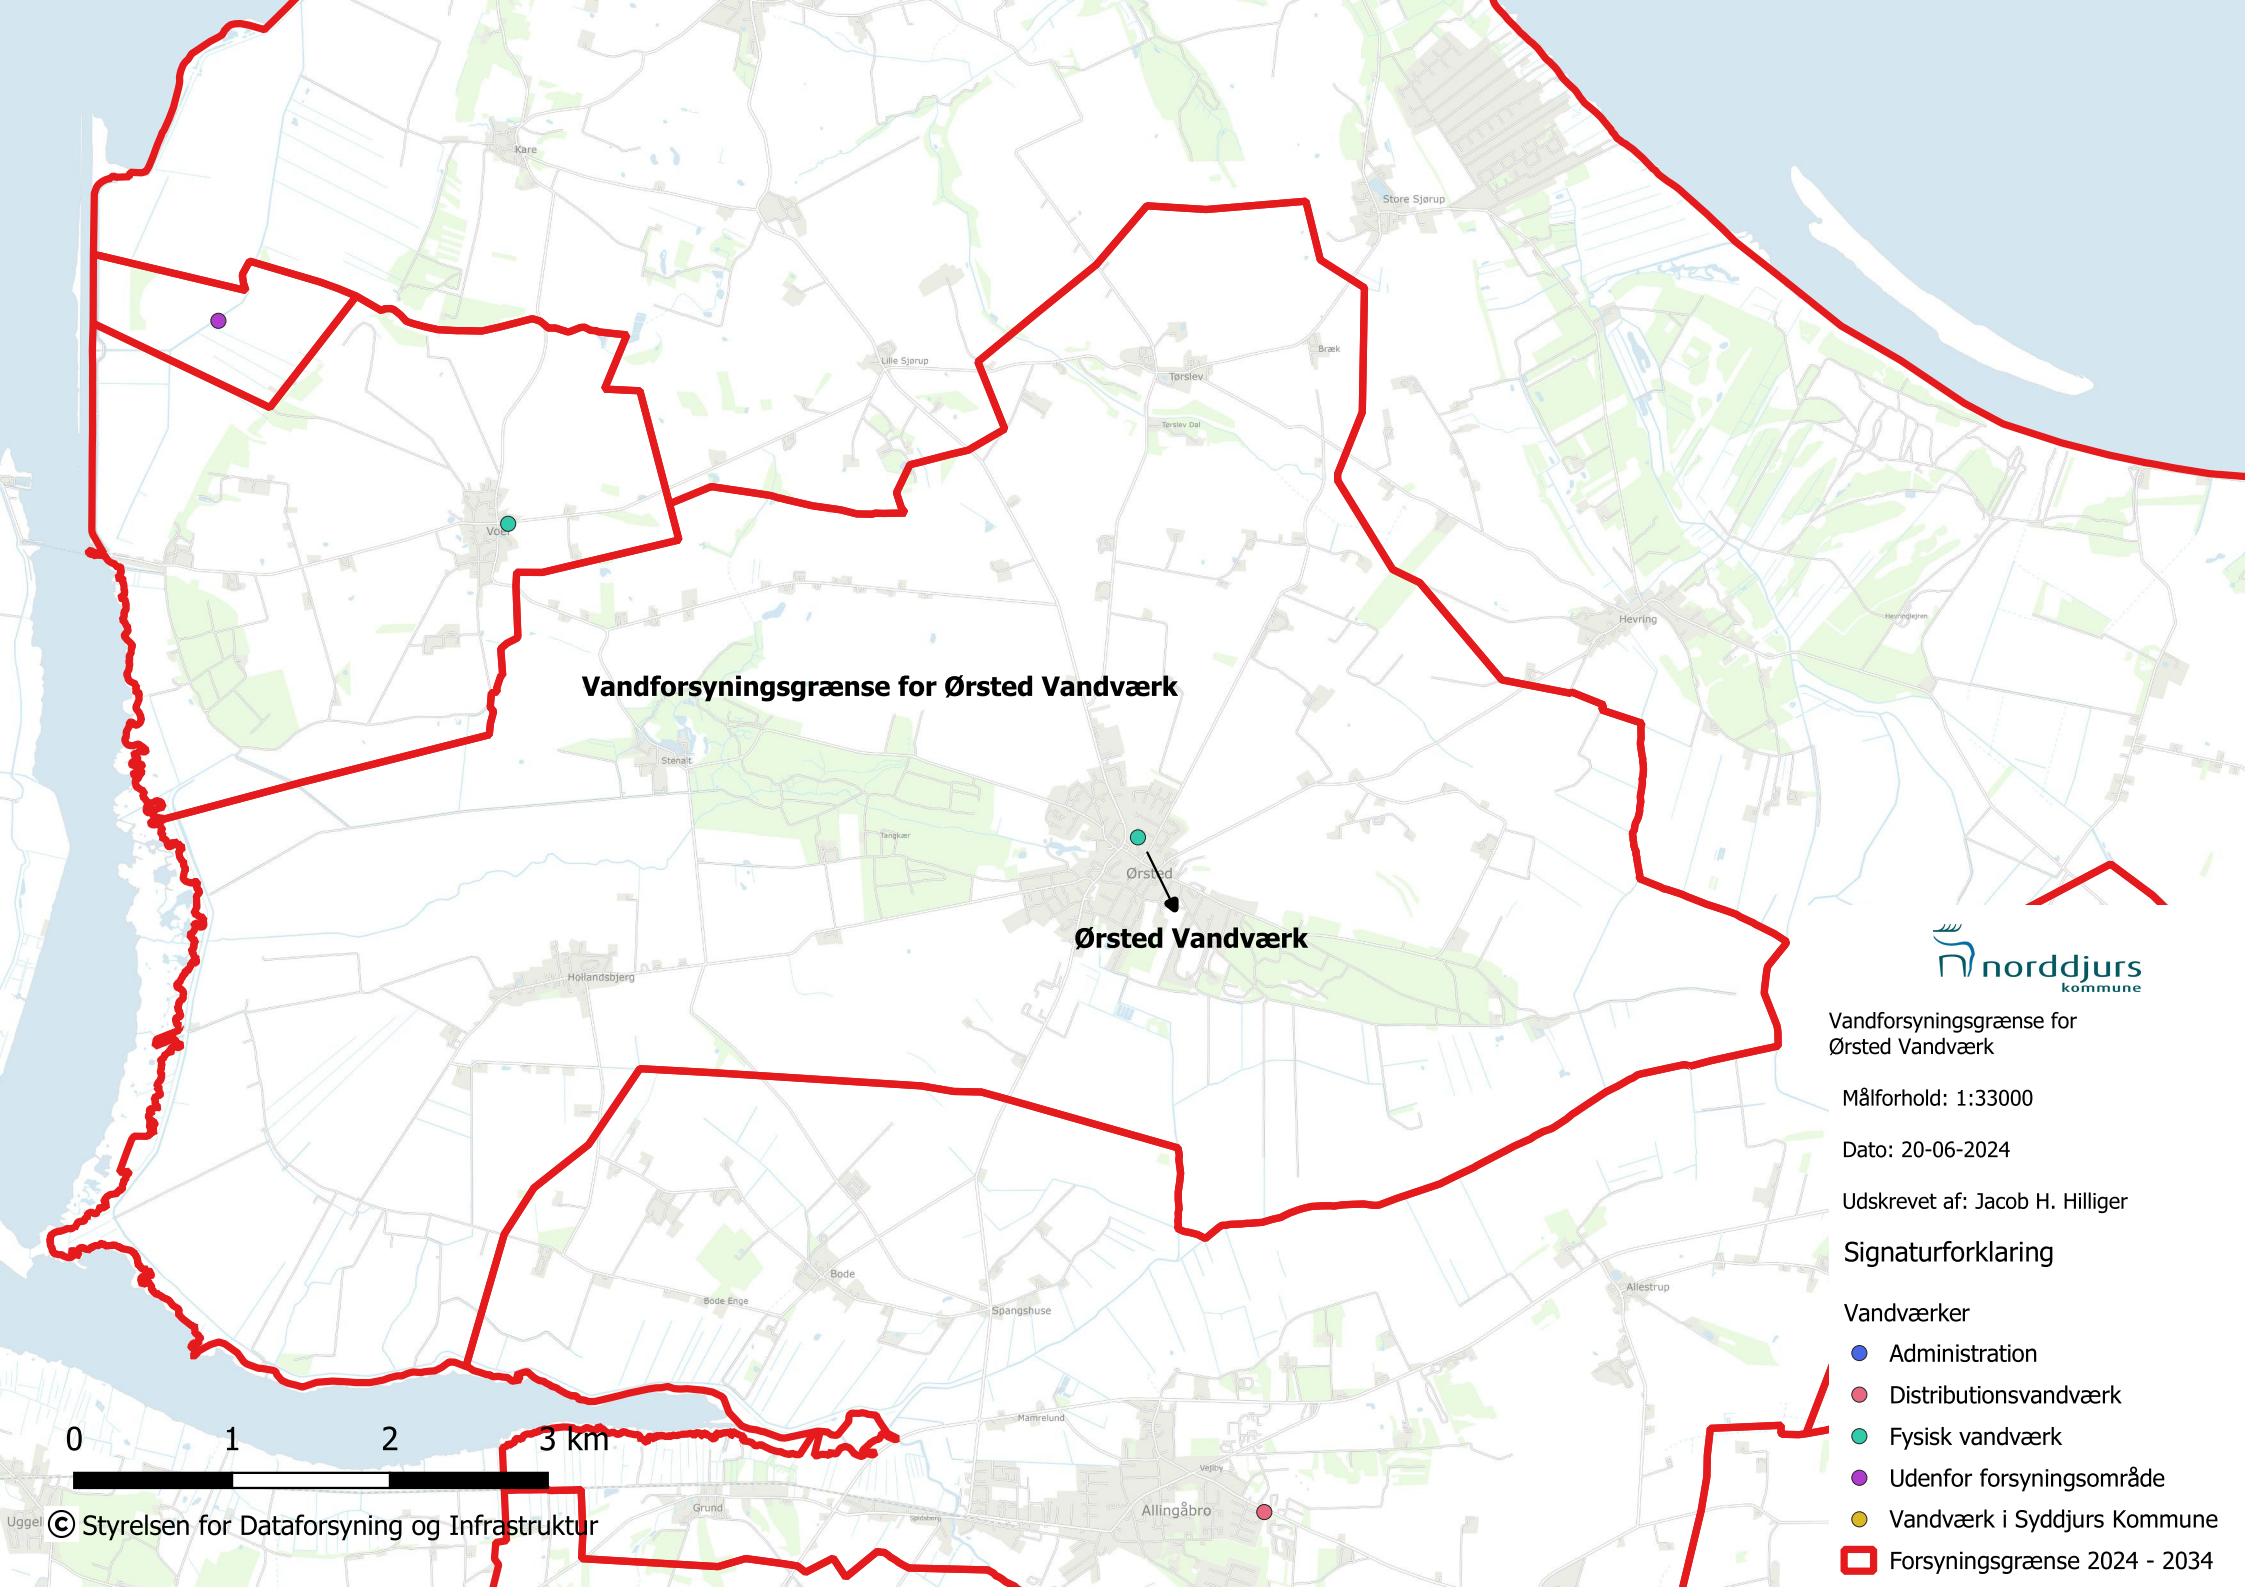 Kare
Store Sjørup
Lille Sjørup
Bræk
Tørslev
Tørslev Dal
Voer
Hevring
Hevringlejren
Vandforsyningsgrænse for Ørsted Vandværk
Stenalt
Tangkær
Ørsted
Ørsted Vandværk
Hollandsbjerg
norddjurs
kommune
Vandforsyningsgrænse for
Ørsted Vandværk
Målforhold: 1:33000
Dato: 20-06-2024
Udskrevet af: Jacob H. Hilliger
Signaturforklaring
Vandværker
Administration
Distributionsvandværk
Fysisk vandværk
Udenfor forsyningsområde
Vandværk i Syddjurs Kommune
Forsyningsgrænse 2024 - 2034
Bode
Bode Enge
Spangshuse
Allestrup
Mamrelund
Vejlby
Allingåbro
Grund
0 1 2 3 km
Uggel
© Styrelsen for Dataforsyning og Infrastruktur